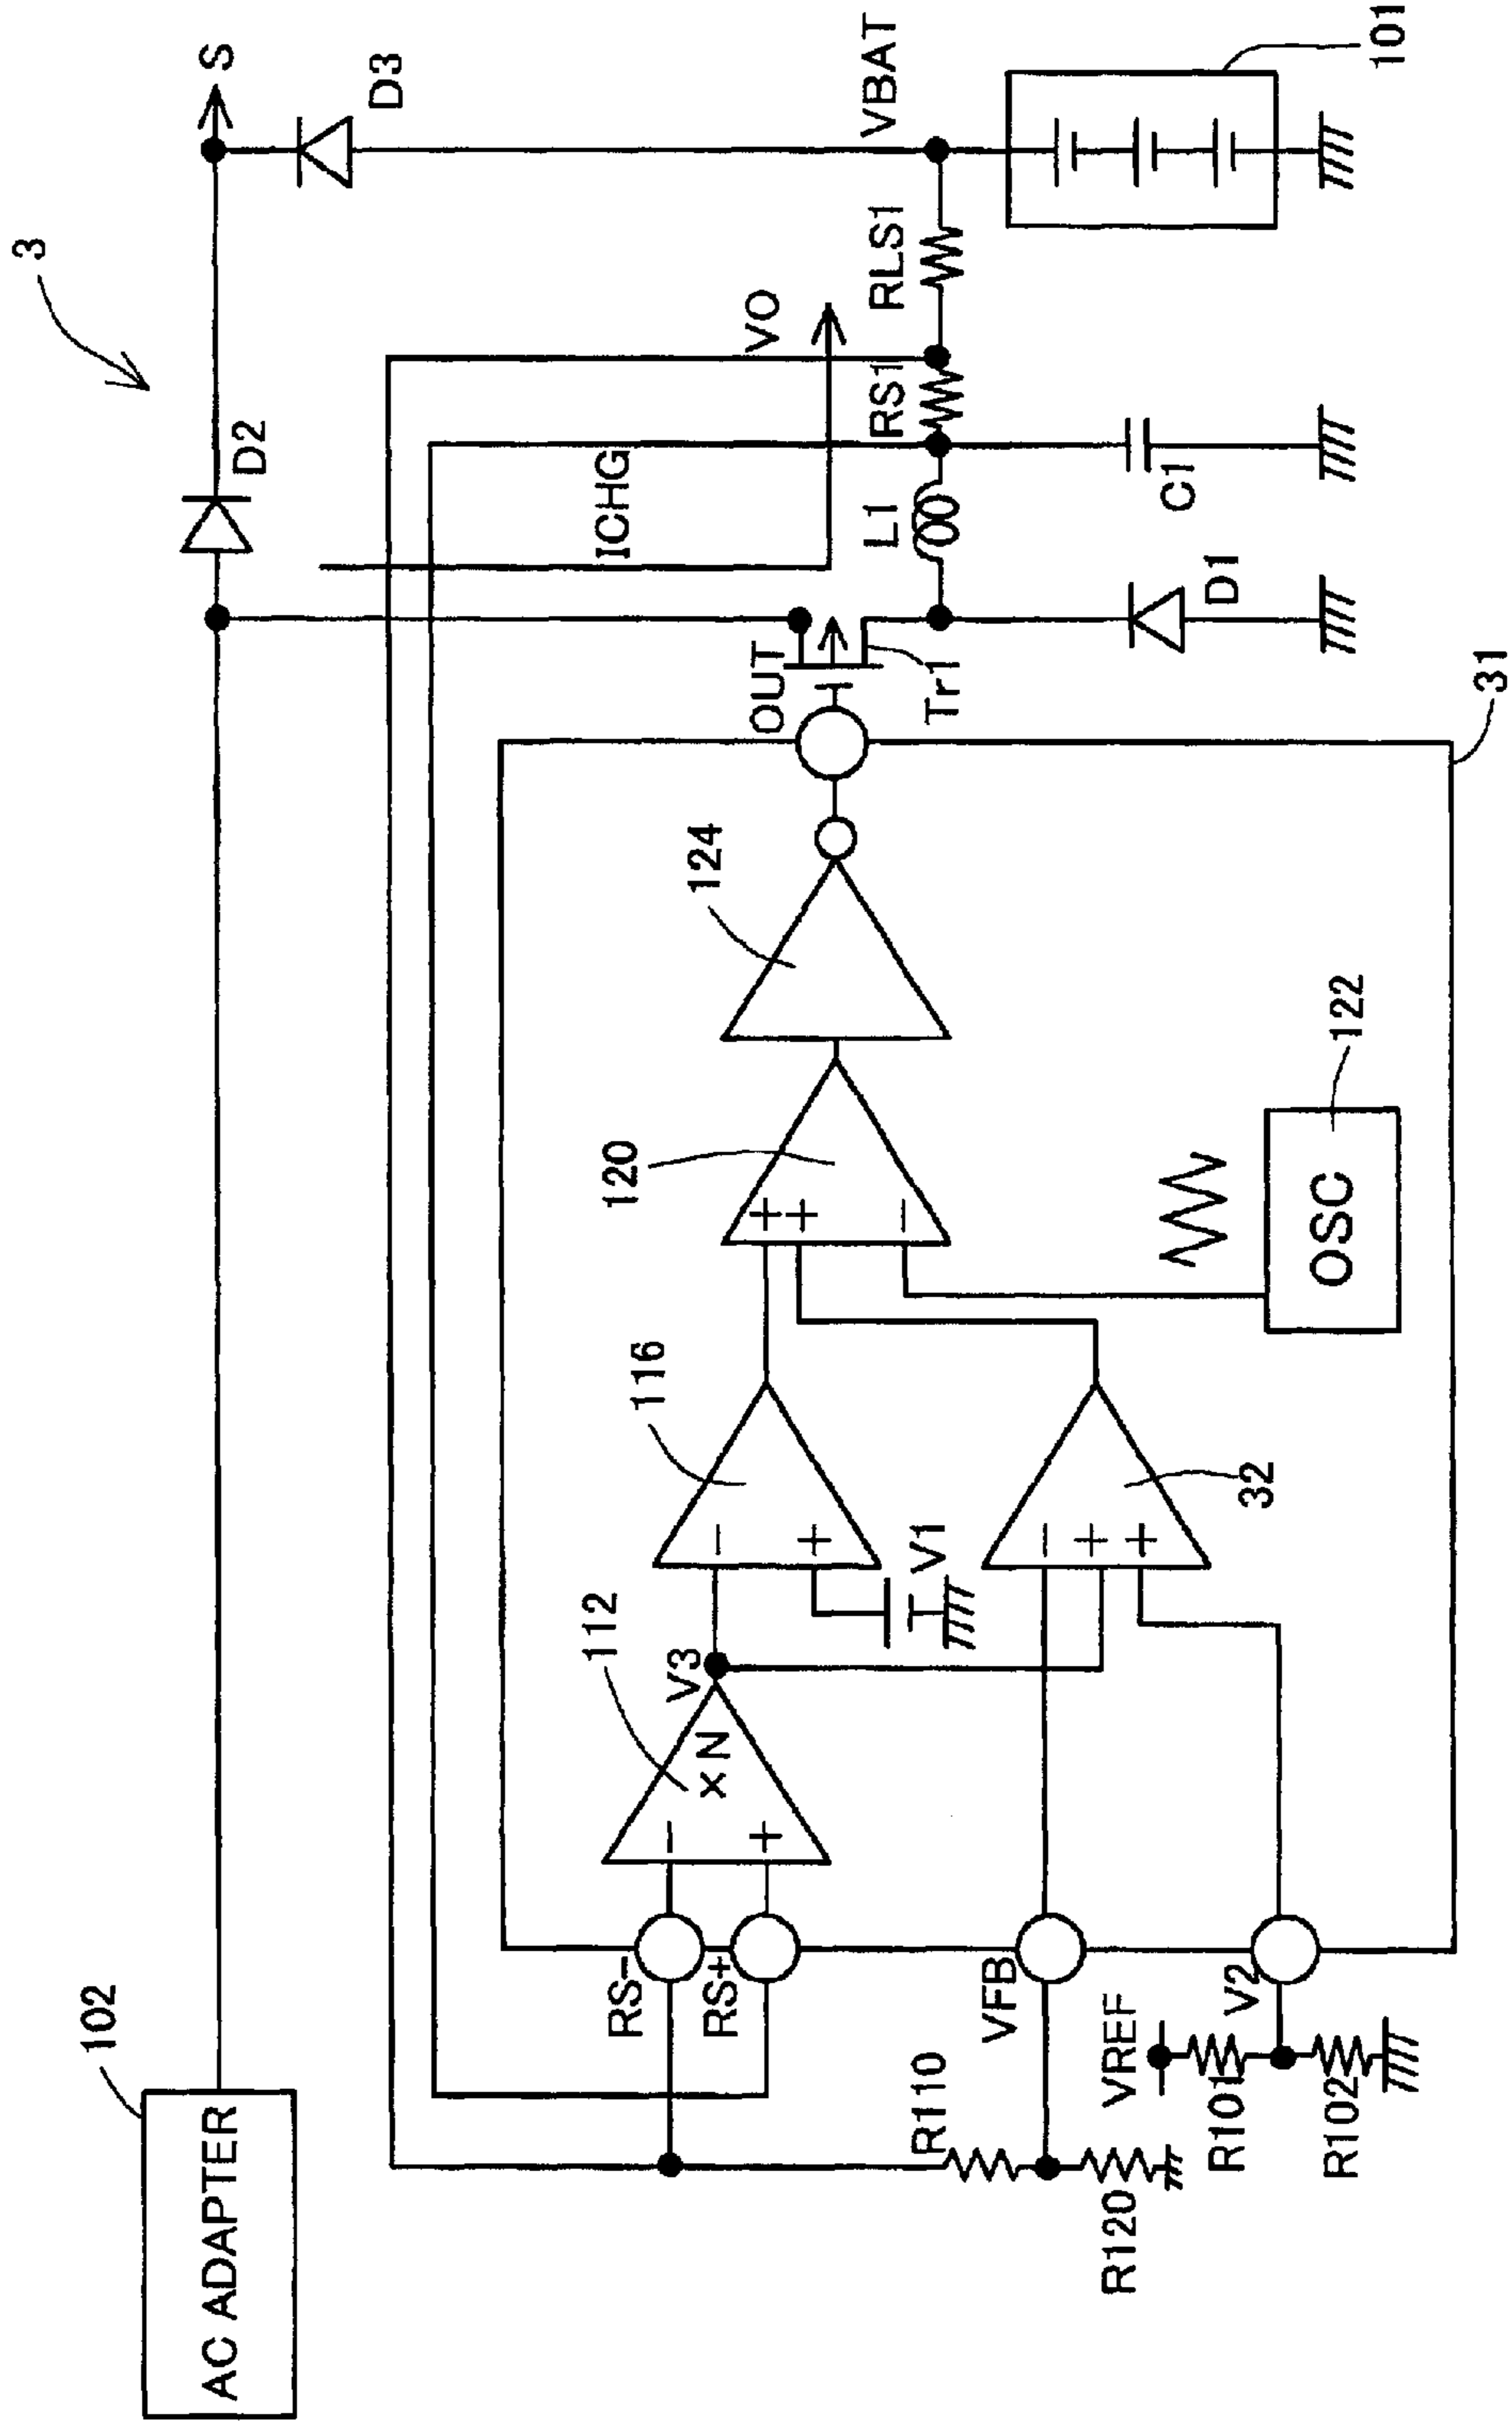 3
102
AC ADAPTER
D2
S
D3
ICHG
VO
VBAT
RLS1
RS1
L1
C1
D1
101
OUT
Tr1
31
RS-
RS+
VFB
V2
112
×N
- +
V3
116
- +
V1
32
- + +
120
+ + -
124
OSC
122
R110
R120
VREF
R101
R102